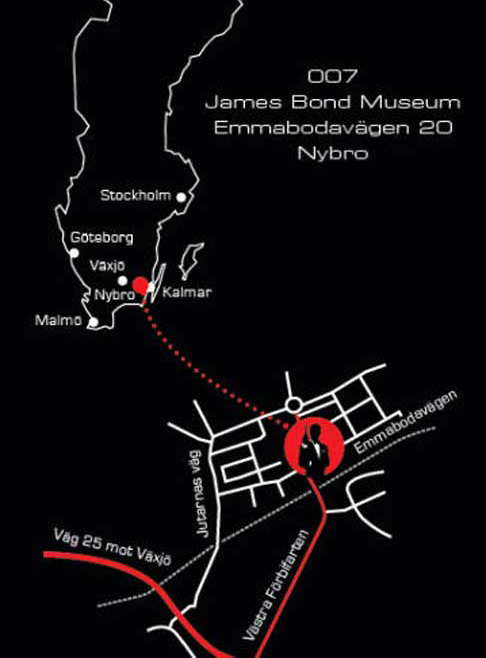 007
James Bond Museum
Emmabodavägen 20
Nybro
Stockholm
Göteborg
Växjö
Nybro
Kalmar
Malmö
Emmabodavägen
Jutarnas väg
Väg 25 mot Växjö
Västra Förbifarten